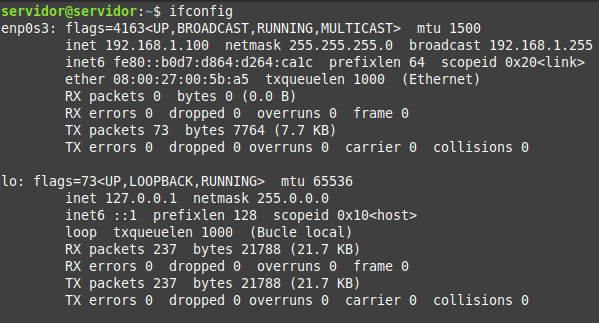 servidor@servidor:~$ ifconfig
enp0s3: flags=4163<UP,BROADCAST,RUNNING,MULTICAST>  mtu 1500
        inet 192.168.1.100  netmask 255.255.255.0  broadcast 192.168.1.255
        inet6 fe80::b0d7:d864:d264:ca1c  prefixlen 64  scopeid 0x20<link>
        ether 08:00:27:00:5b:a5  txqueuelen 1000  (Ethernet)
        RX packets 0  bytes 0 (0.0 B)
        RX errors 0  dropped 0  overruns 0  frame 0
        TX packets 73  bytes 7764 (7.7 KB)
        TX errors 0  dropped 0 overruns 0  carrier 0  collisions 0

lo: flags=73<UP,LOOPBACK,RUNNING>  mtu 65536
        inet 127.0.0.1  netmask 255.0.0.0
        inet6 ::1  prefixlen 128  scopeid 0x10<host>
        loop  txqueuelen 1000  (Bucle local)
        RX packets 237  bytes 21788 (21.7 KB)
        RX errors 0  dropped 0  overruns 0  frame 0
        TX packets 237  bytes 21788 (21.7 KB)
        TX errors 0  dropped 0 overruns 0  carrier 0  collisions 0